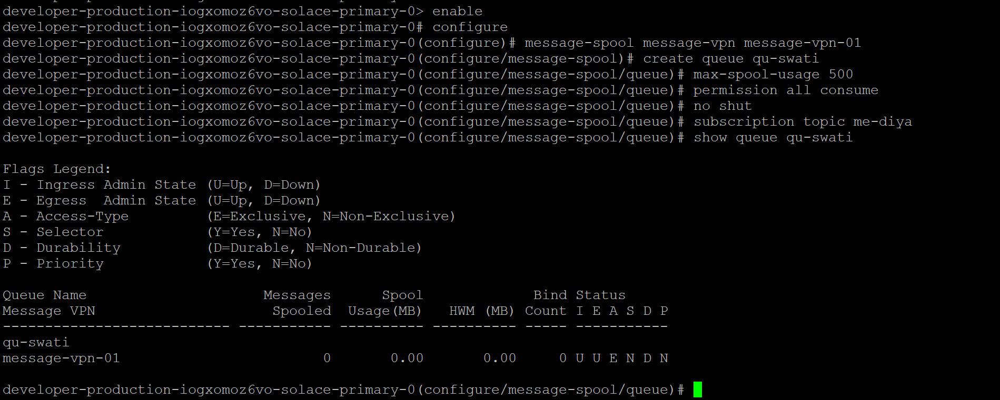 developer-production-iogxomoz6vo-solace-primary-0> enable
developer-production-iogxomoz6vo-solace-primary-0# configure
developer-production-iogxomoz6vo-solace-primary-0(configure)# message-spool message-vpn message-vpn-01
developer-production-iogxomoz6vo-solace-primary-0(configure/message-spool)# create queue qu-swati
developer-production-iogxomoz6vo-solace-primary-0(configure/message-spool/queue)# max-spool-usage 500
developer-production-iogxomoz6vo-solace-primary-0(configure/message-spool/queue)# permission all consume
developer-production-iogxomoz6vo-solace-primary-0(configure/message-spool/queue)# no shut
developer-production-iogxomoz6vo-solace-primary-0(configure/message-spool/queue)# subscription topic me-diya
developer-production-iogxomoz6vo-solace-primary-0(configure/message-spool/queue)# show queue qu-swati

Flags Legend:
I - Ingress Admin State (U=Up, D=Down)
E - Egress  Admin State (U=Up, D=Down)
A - Access-Type         (E=Exclusive, N=Non-Exclusive)
S - Selector            (Y=Yes, N=No)
D - Durability          (D=Durable, N=Non-Durable)
P - Priority            (Y=Yes, N=No)

Queue Name                     Messages      Spool             Bind Status
Message VPN                     Spooled  Usage(MB)   HWM (MB) Count I E A S D P
--------------------------- ----------- ---------- ---------- ----- -----------
qu-swati
message-vpn-01                        0       0.00       0.00     0 U U E N D N

developer-production-iogxomoz6vo-solace-primary-0(configure/message-spool/queue)#